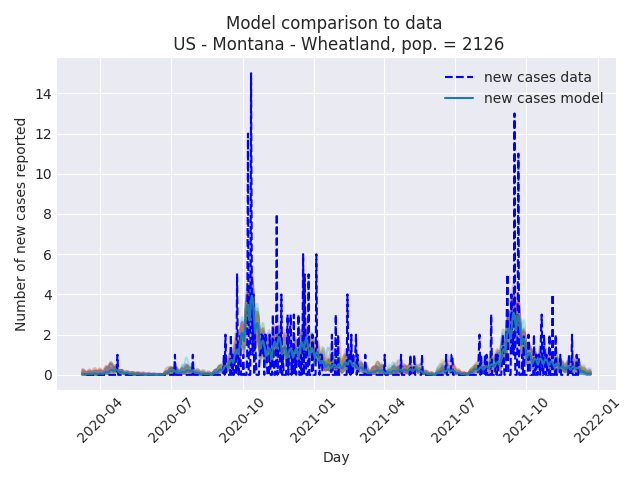 Model comparison to data
US - Montana - Wheatland, pop. = 2126
new cases data
new cases model
Number of new cases reported
14
12
10
8
6
4
2
0
2020-04
2020-07
2020-10
2021-01
2021-04
2021-07
2021-10
2022-01
Day